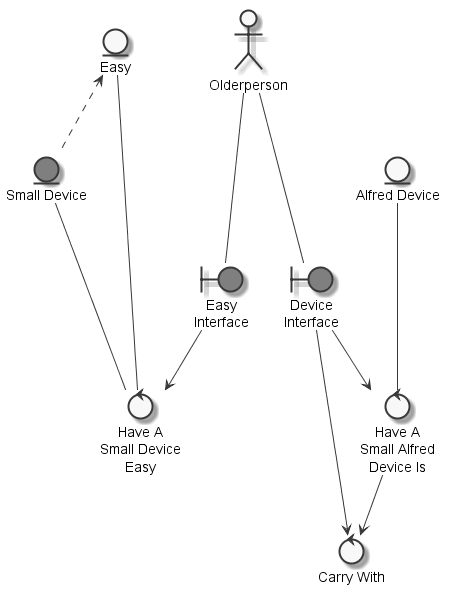 Easy
Olderperson
Small Device
Alfred Device
Easy
Interface
Device
Interface
Have A
Small Device
Easy
Have A
Small Alfred
Device Is
Carry With